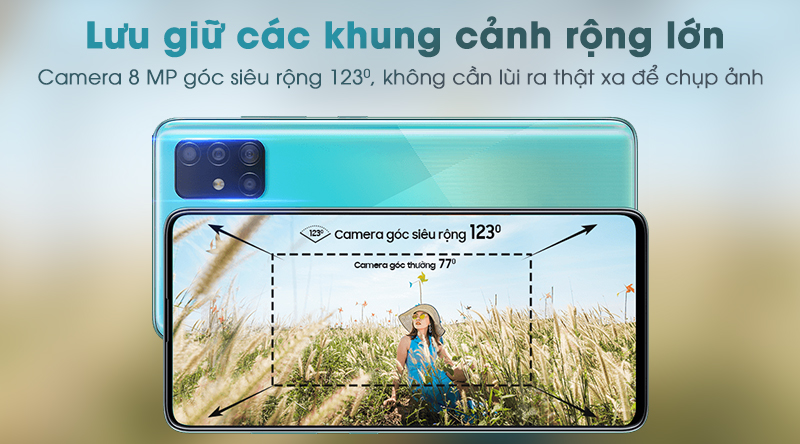 Lưu giữ các khung cảnh rộng lớn
Camera 8 MP góc siêu rộng 123⁰, không cần lùi ra thật xa để chụp ảnh
123⁰ Camera góc siêu rộng 123⁰
Camera góc thường 77⁰